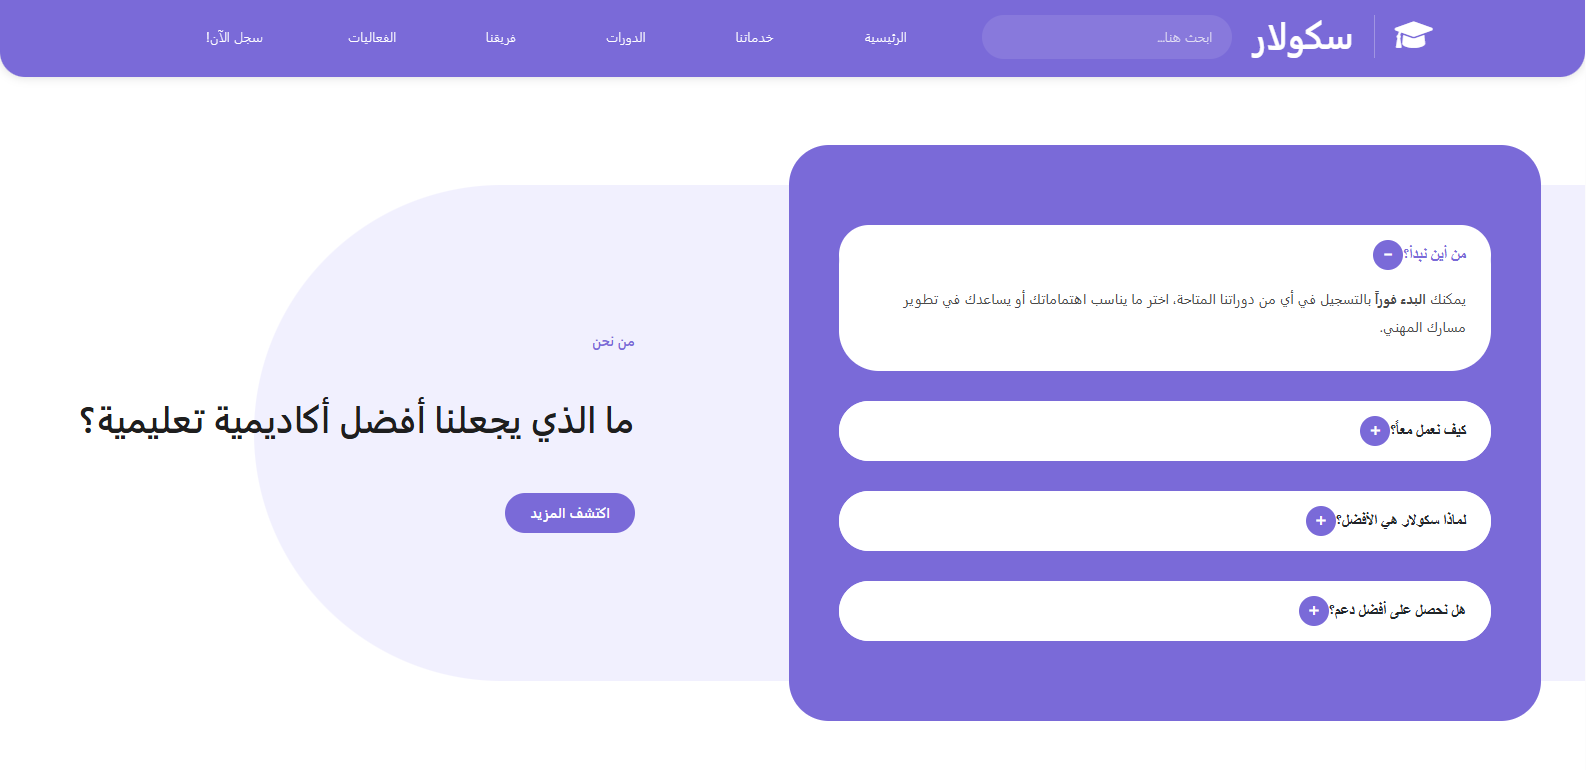 سكولار
ابحث هنا...
الرئيسية
خدماتنا
الدورات
فريقنا
الفعاليات
سجل الآن!
من أين نبدأ؟
يمكنك البدء فوراً بالتسجيل في أي من دوراتنا المتاحة، اختر ما يناسب اهتماماتك أو يساعدك في تطوير
مسارك المهني.
كيف نعمل معاً؟
لماذا سكولار هي الأفضل؟
هل نحصل على أفضل دعم؟
من نحن
ما الذي يجعلنا أفضل أكاديمية تعليمية؟
اكتشف المزيد